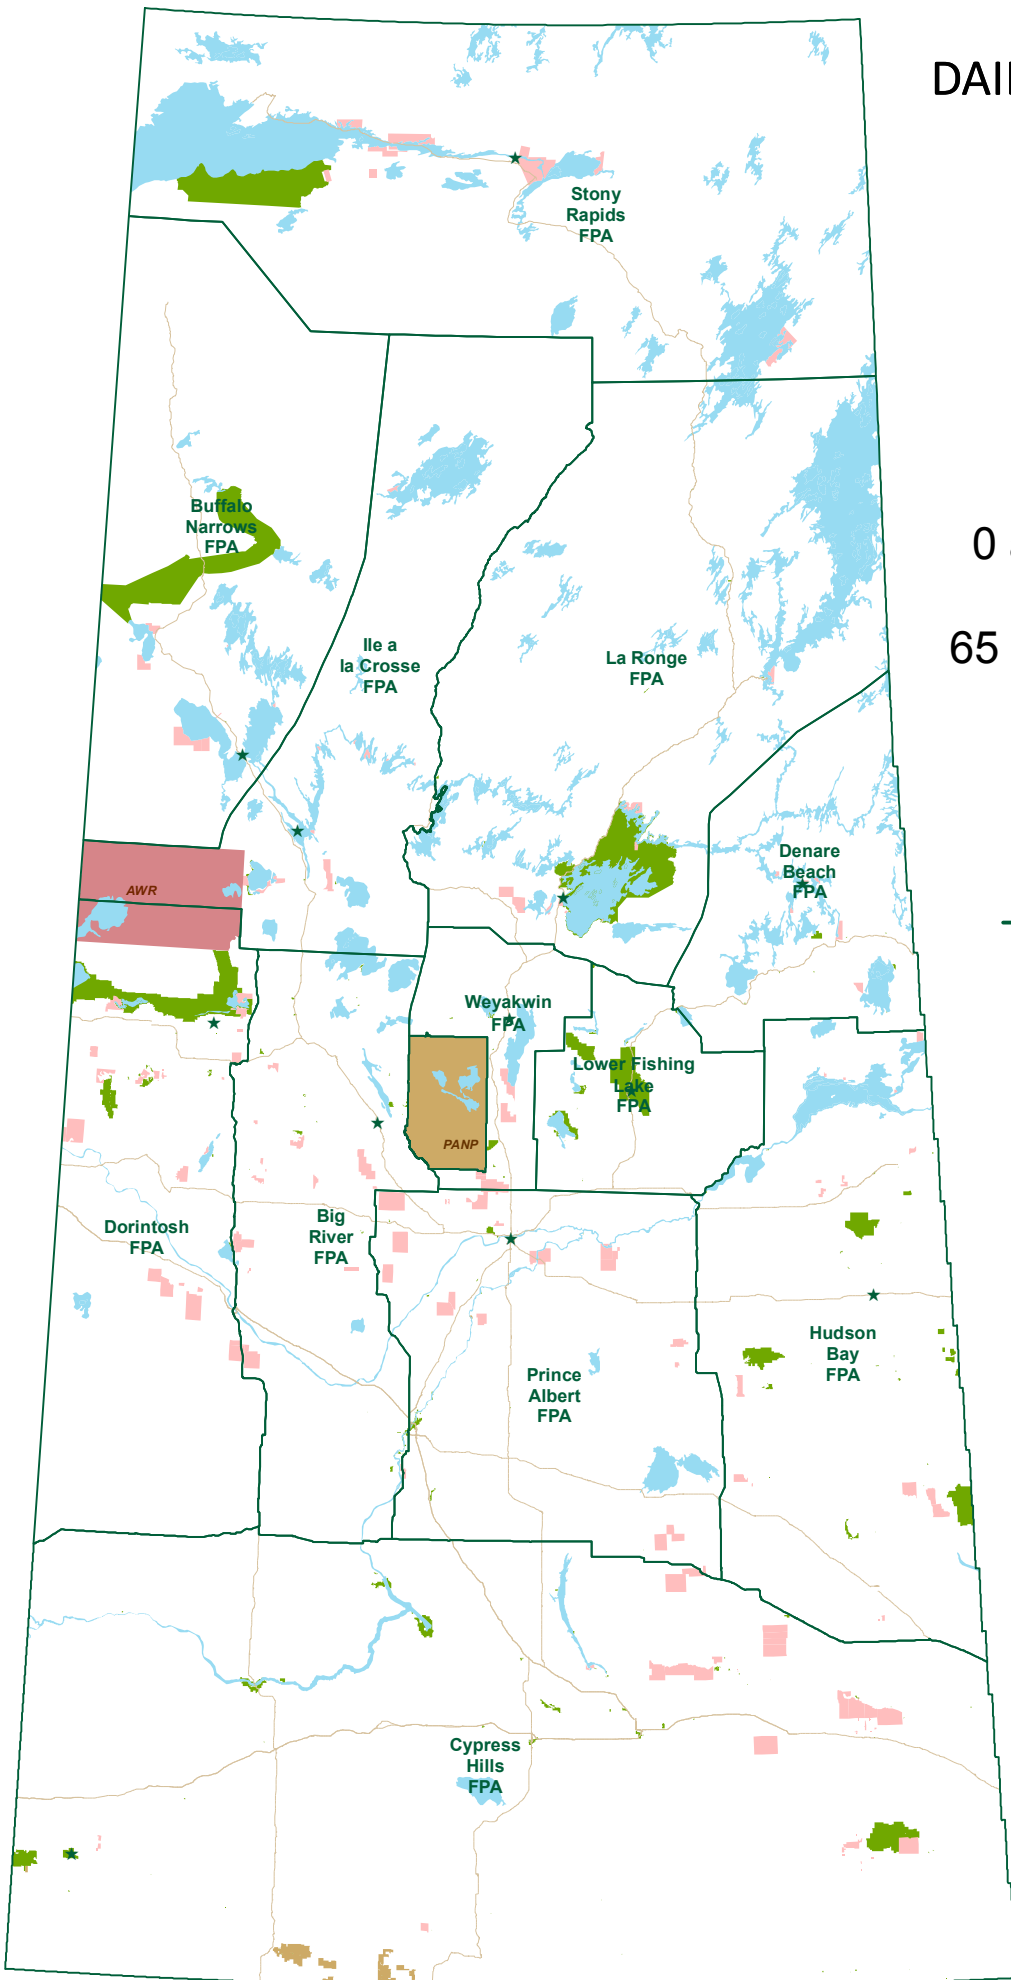 DAI
Stony
Rapids
FPA
Buffalo
Narrows
FPA
0
Ile a
la Crosse
FPA
La Ronge
FPA
65
Denare
Beach
FPA
AWR
Weyakwin
FPA
Lower Fishing
Lake
FPA
PANP
Dorintosh
FPA
Big
River
FPA
Hudson
Bay
FPA
Prince
Albert
FPA
Cypress
Hills
FPA